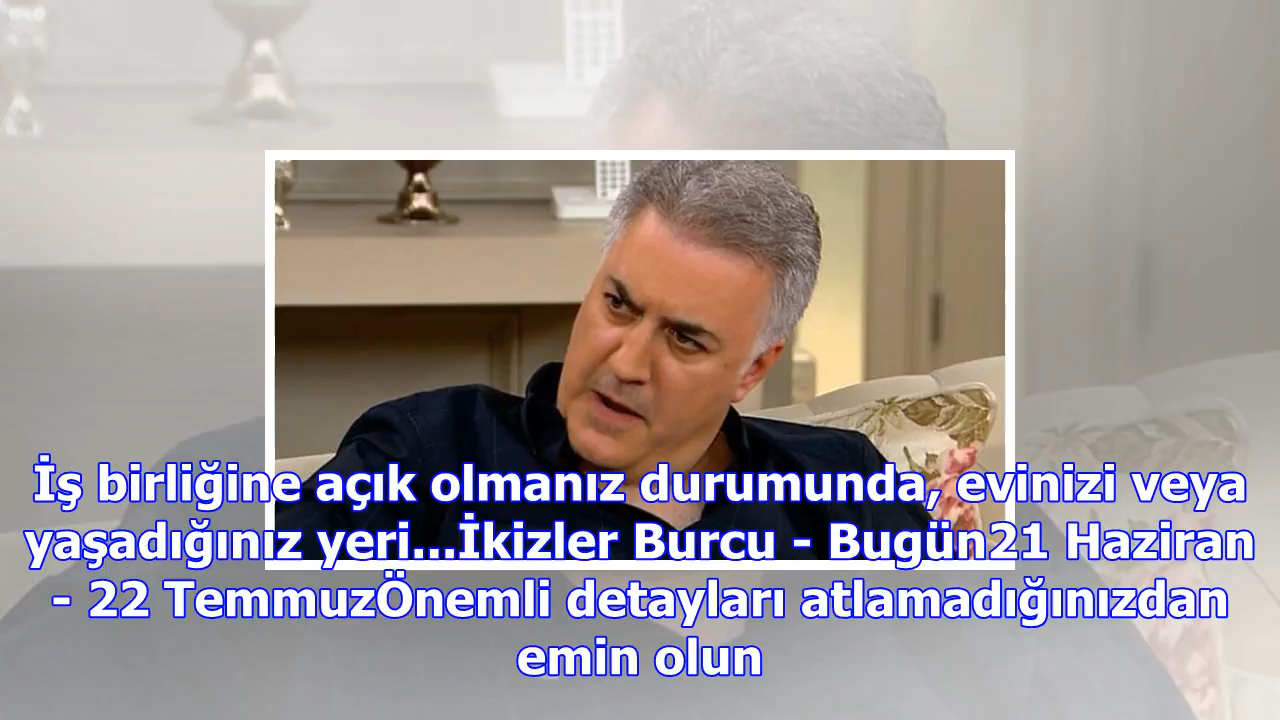 İş birliğine açık olmanız durumunda, evinizi veya
yaşadığınız yeri...İkizler Burcu - Bugün21 Haziran
- 22 TemmuzÖnemli detayları atlamadığınızdan
emin olun